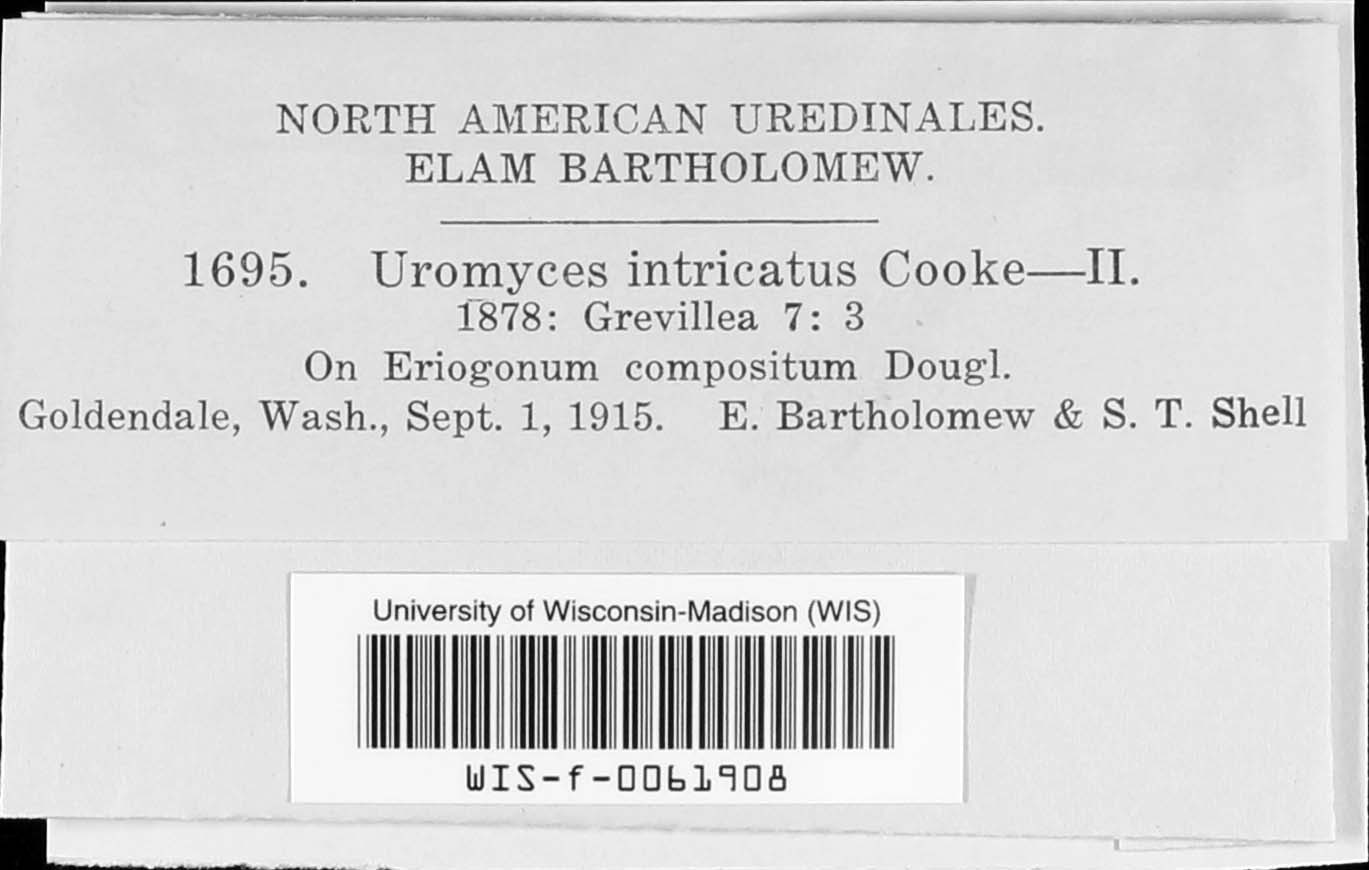 NORTH AMERICAN UREDINALES.
ELAM BARTHOLOMEW.
1695. Uromyces intricatus Cooke—II.
1878: Grevillea 7: 3
On Eriogonum compositum Dougl.
Goldendale, Wash., Sept. 1, 1915. E. Bartholomew & S. T. Shell
University of Wisconsin-Madison (WIS)
WIS-f-0061908